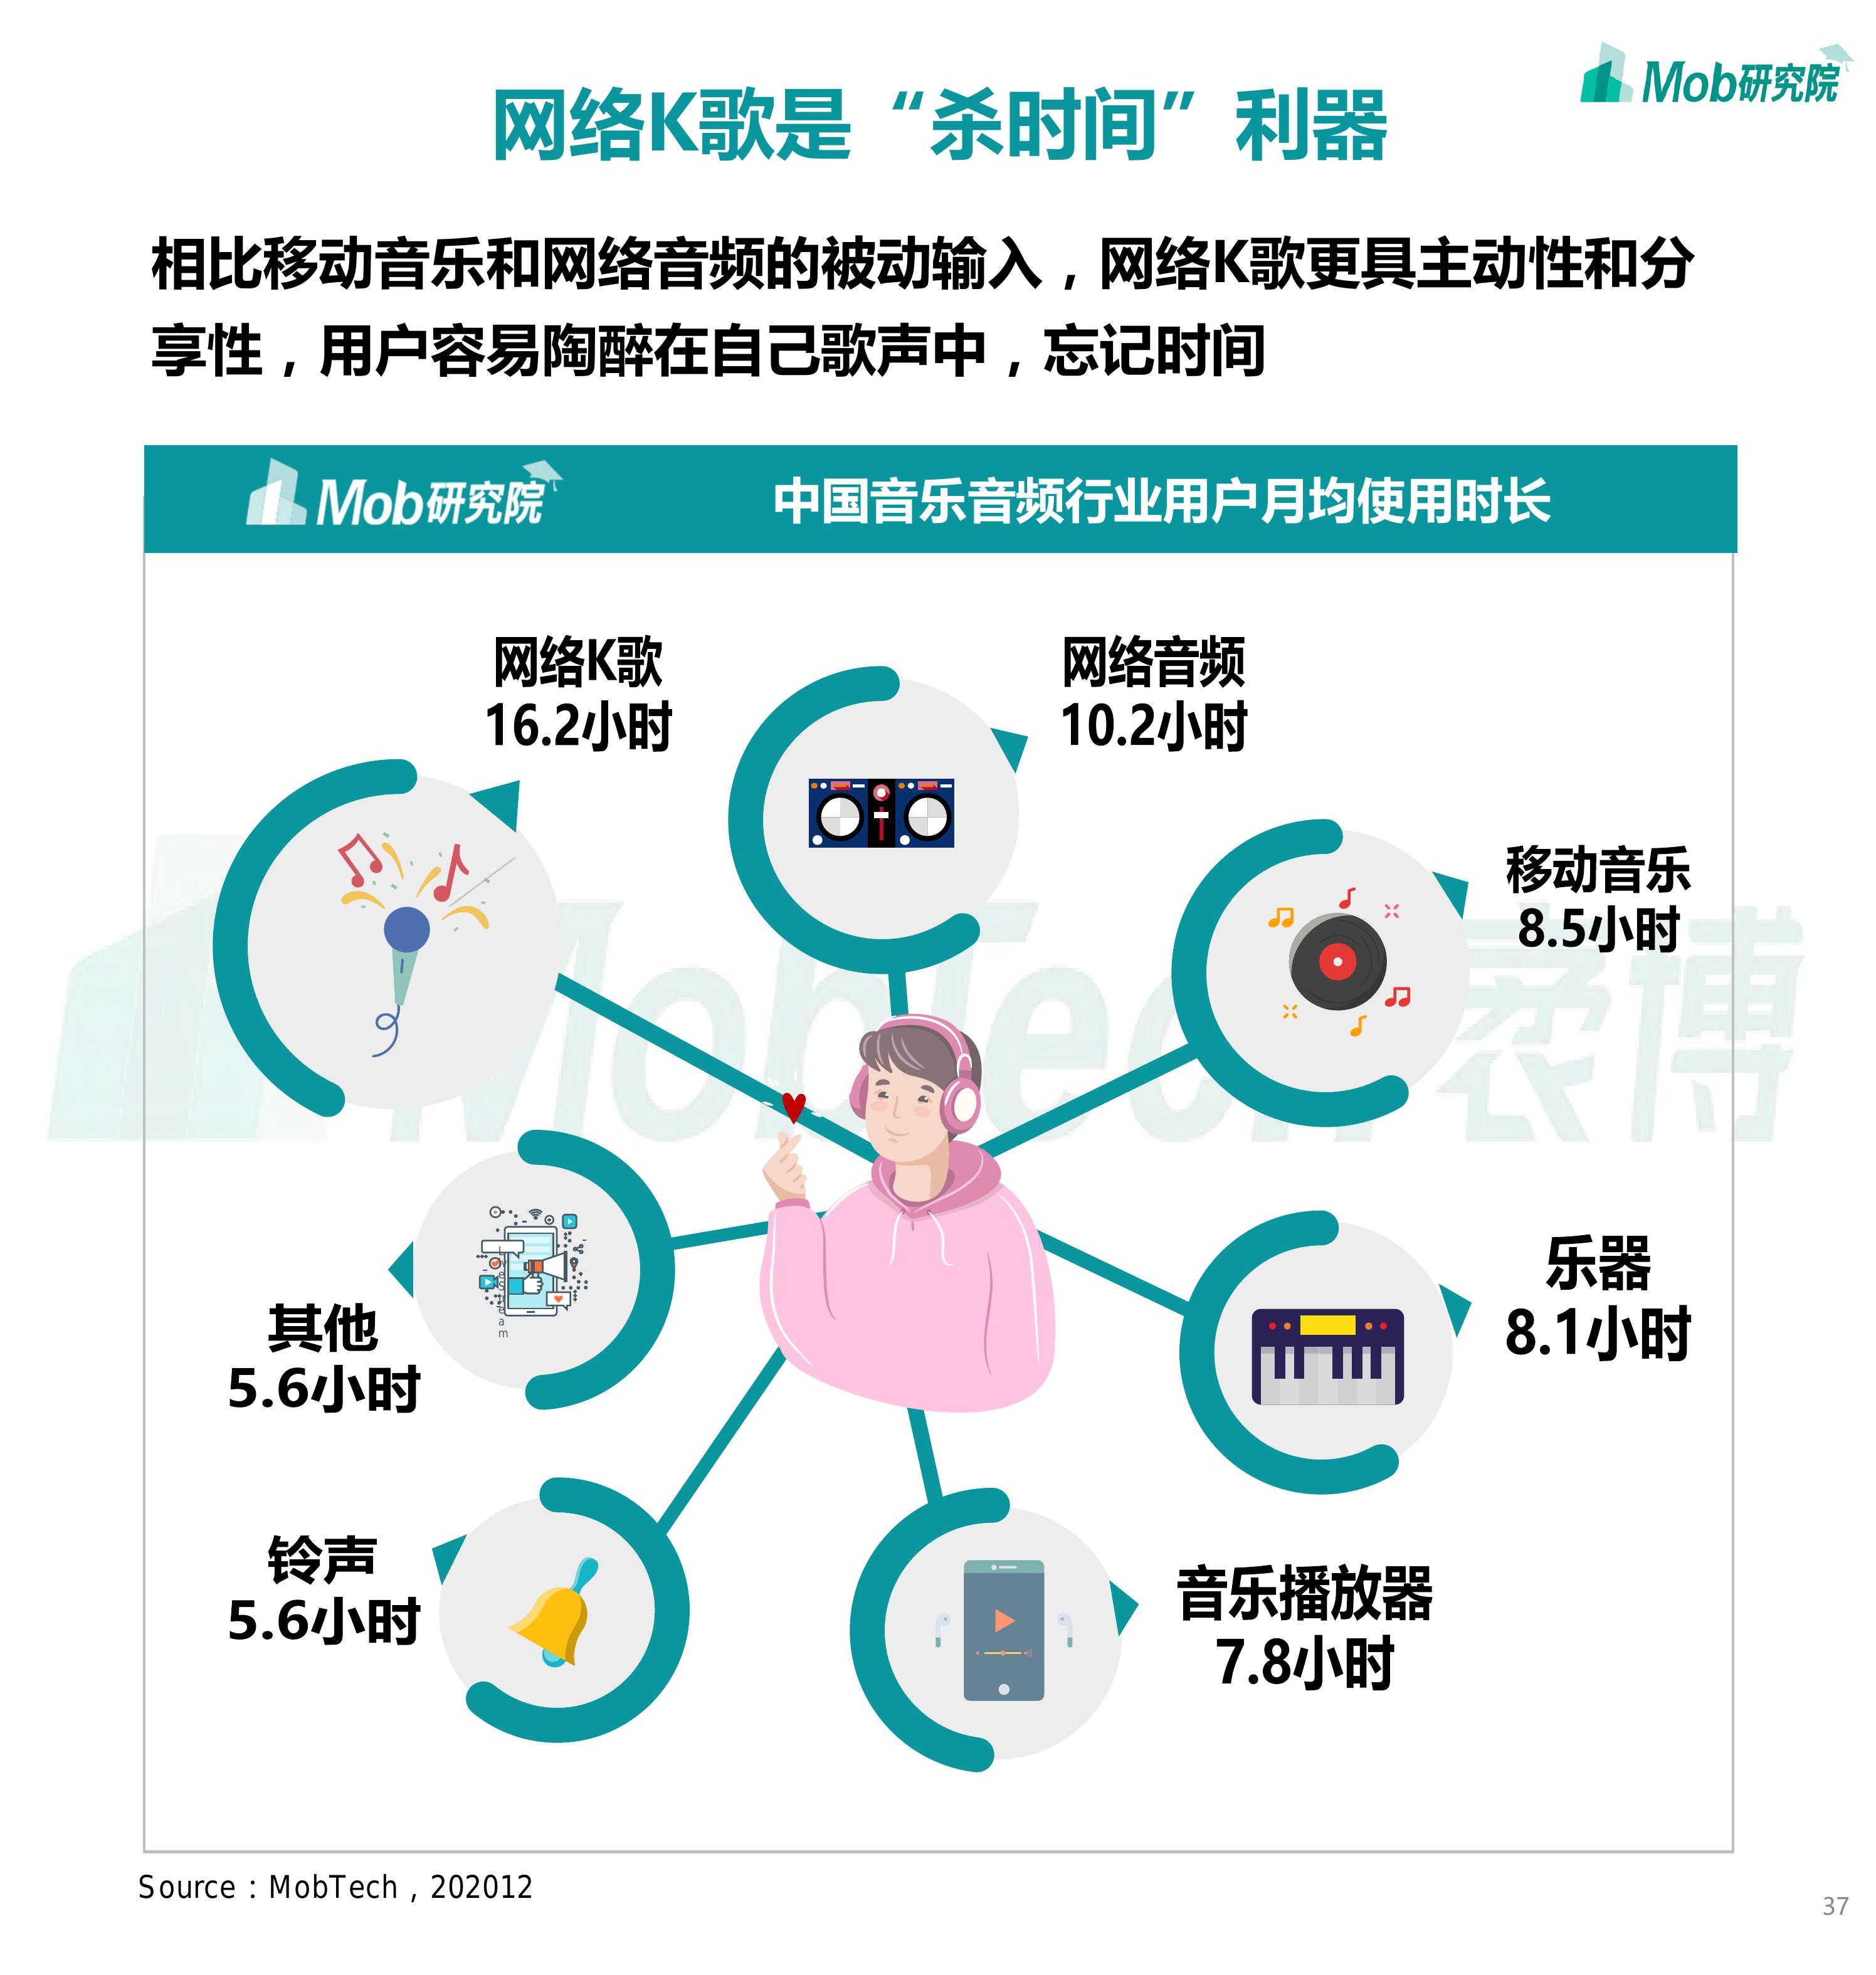 Mob研究院
网络K歌是“杀时间”利器
相比移动音乐和网络音频的被动输入，网络K歌更具主动性和分
享性，用户容易陶醉在自己歌声中，忘记时间
Mob研究院 中国音乐音频行业用户月均使用时长
网络K歌
16.2小时
网络音频
10.2小时
移动音乐
8.5小时
乐器
8.1小时
其他
5.6小时
铃声
5.6小时
音乐播放器
7.8小时
MobTech 袤博
Source：MobTech，202012
37